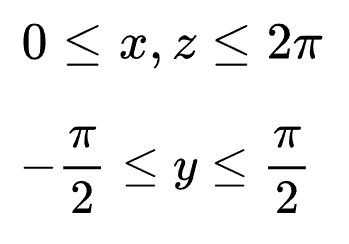 0 ≤ x, z ≤ 2π
−π/2 ≤ y ≤ π/2